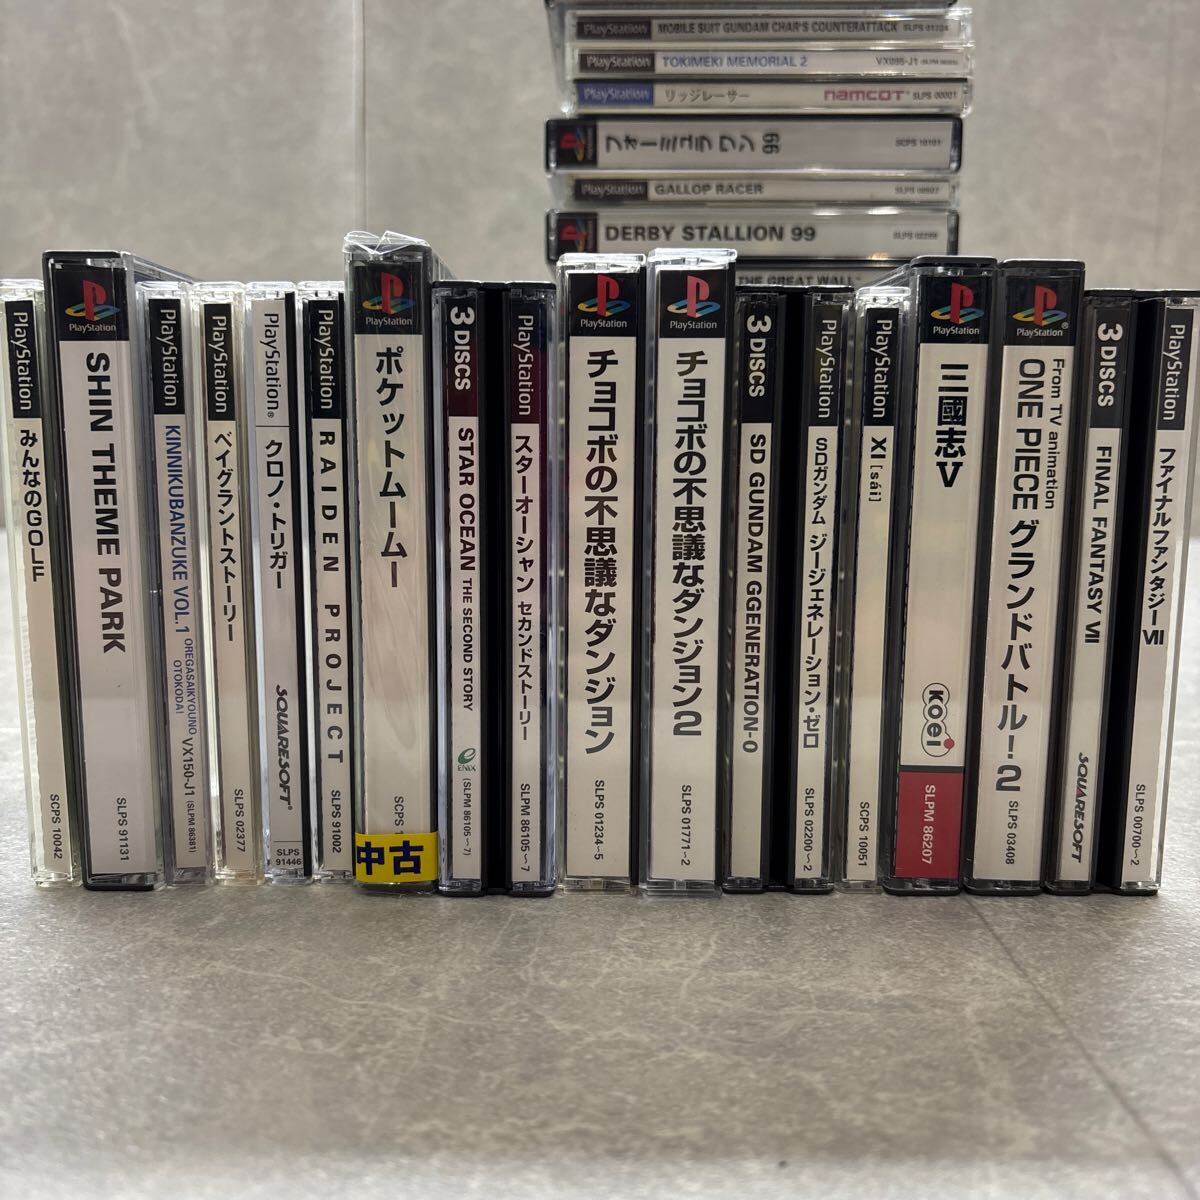 PlayStation MOBILE SUIT GUNDAM CHAR'S COUNTERATTACK
PlayStation TOKIMEKI MEMORIAL 2 VX095-J1
PlayStation リッジレーサー namcot SLPS 00001
フォーミュラ ワン 99 SCPS 10101
PlayStation GALLOP RACER
DERBY STALLION 99
THE GREAT WALL
PlayStation みんなのGOLF SCPS 10042
PlayStation SHIN THEME PARK SLPS 91131
PlayStation KINNIKUBANZUKE VOL.1 OREGASAIKYOUNO OTOKODA! VX150-J1 (SLPM 86381)
PlayStation ベイグラントストーリー SLPS 02377
PlayStation® クロノ・トリガー SQUARESOFT® SLPS 91446
PlayStation RAIDEN PROJECT SLPS 91002
PlayStation ポケットムームー SCPS 1
中古
3 DISCS STAR OCEAN THE SECOND STORY ENIX (SLPM 86105~7)
PlayStation スターオーシャン セカンドストーリー SLPM 86105~7
PlayStation チョコボの不思議なダンジョン SLPS 01234~5
PlayStation チョコボの不思議なダンジョン2 SLPS 01771~2
3 DISCS SD GUNDAM GGENERATION-0
PlayStation SDガンダム ジージェネレーション・ゼロ SLPS 02200~2
PlayStation XI [sái] SCPS 10051
PlayStation 三國志V KOEI SLPM 86207
PlayStation® From TV animation ONE PIECE グランドバトル!2 SLPS 03408
3 DISCS FINAL FANTASY VII SQUARESOFT
PlayStation ファイナルファンタジーVII SLPS 00700~2